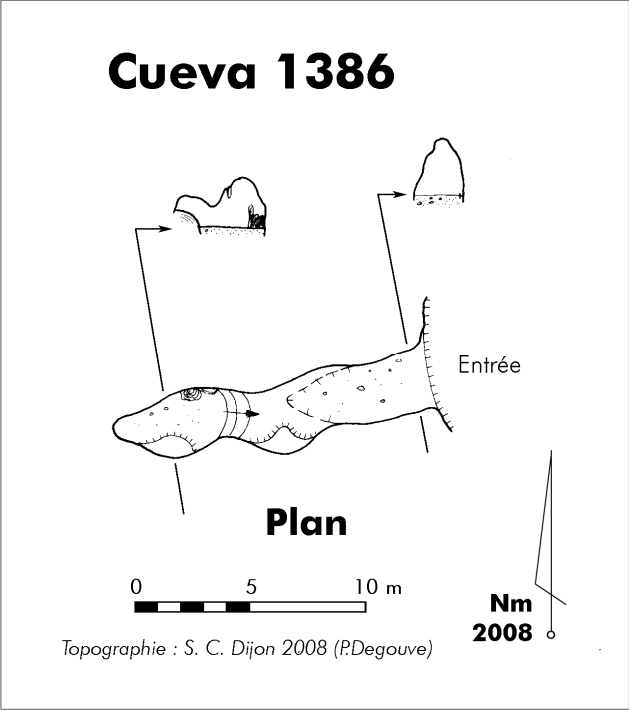 Cueva 1386
Entrée
Plan
0 5 10 m
Nm
2008
Topographie : S. C. Dijon 2008 (P.Degouve)